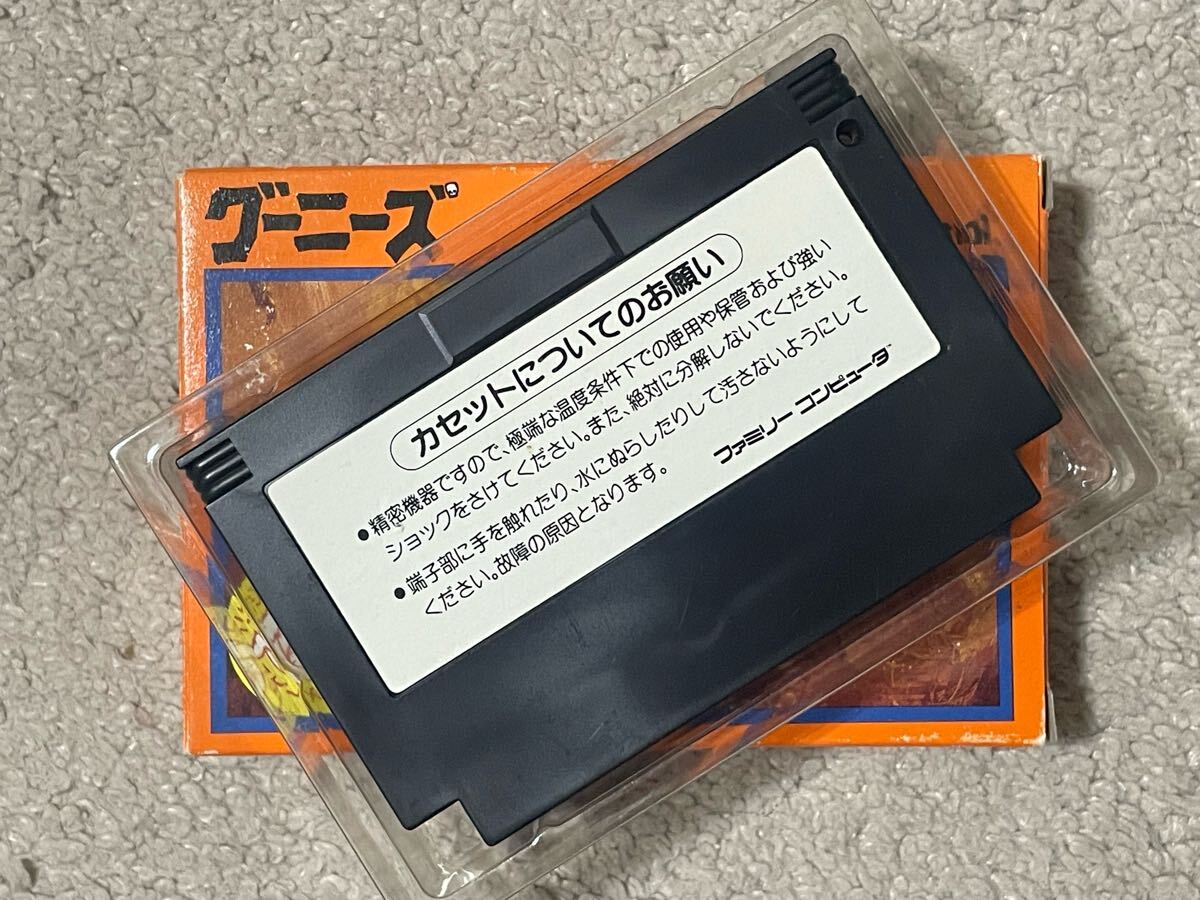 グーニーズ
カセットについてのお願い
●精密機器ですので、極端な温度条件下での使用や保管および強い
ショックをさけてください。また、絶対に分解しないでください。
●端子部に手を触れたり、水にぬらしたりして汚さないようにして
ください。故障の原因となります。
ファミリー コンピュータ™